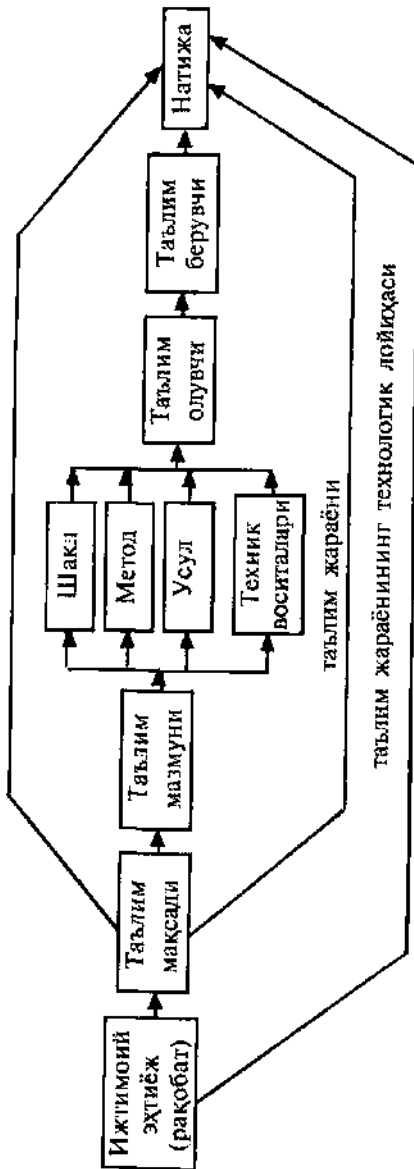 Ижтимоий
эҳтиёж
(рақобат)
Таълим
мақсади
Таълим
мазмуни
Шакл
Метод
Усул
Техник
воситалари
Таълим
олувчи
Таълим
берувчи
Натижа
таълим жараёни
таълим жараёнининг технологик лойиҳаси